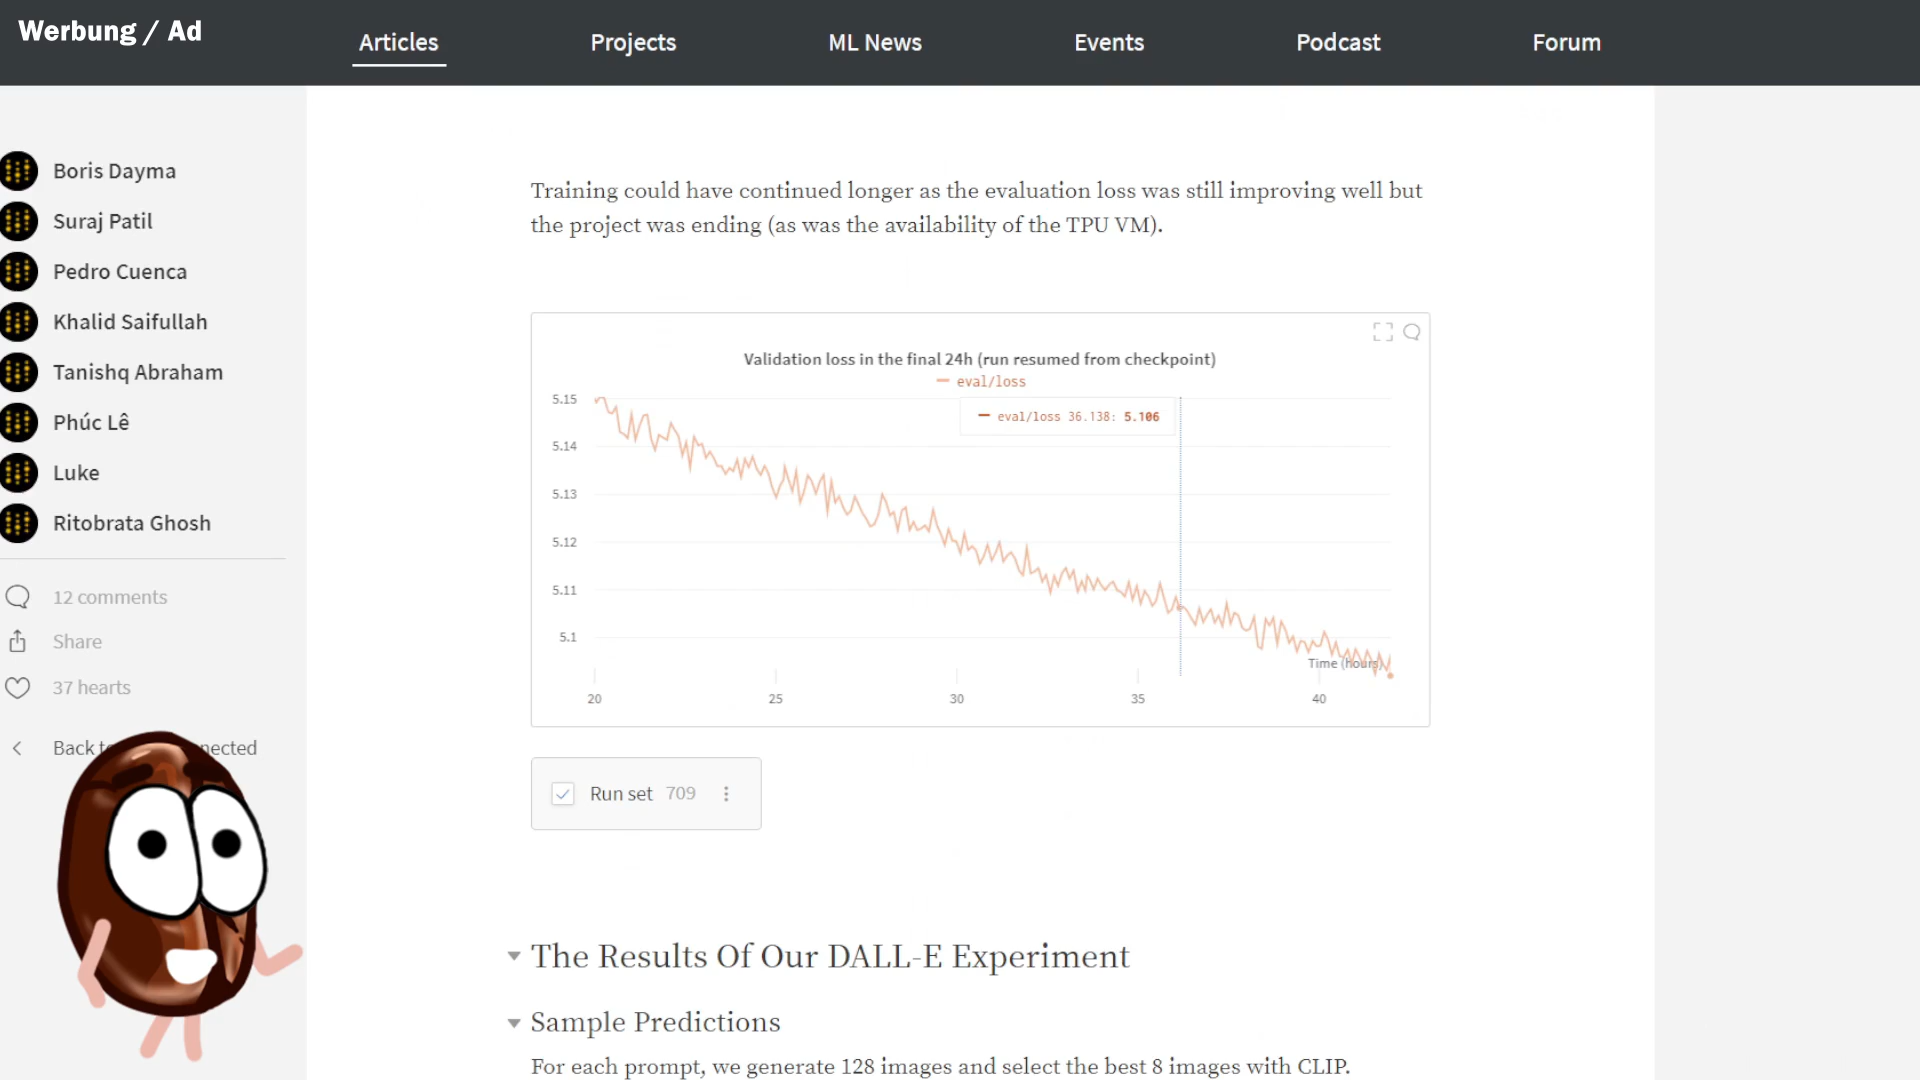 Werbung / Ad
Articles
Projects
ML News
Events
Podcast
Forum
Boris Dayma
Suraj Patil
Pedro Cuenca
Khalid Saifullah
Tanishq Abraham
Phúc Lê
Luke
Ritobrata Ghosh
12 comments
Share
37 hearts
Back
Training could have continued longer as the evaluation loss was still improving well but
the project was ending (as was the availability of the TPU VM).
Validation loss in the final 24h (run resumed from checkpoint)
eval/loss
eval/loss 36.138: 5.106
5.15
5.14
5.13
5.12
5.11
5.1
Time (hours)
20
25
30
35
40
Run set 709
The Results Of Our DALL-E Experiment
Sample Predictions
For each prompt, we generate 128 images and select the best 8 images with CLIP.